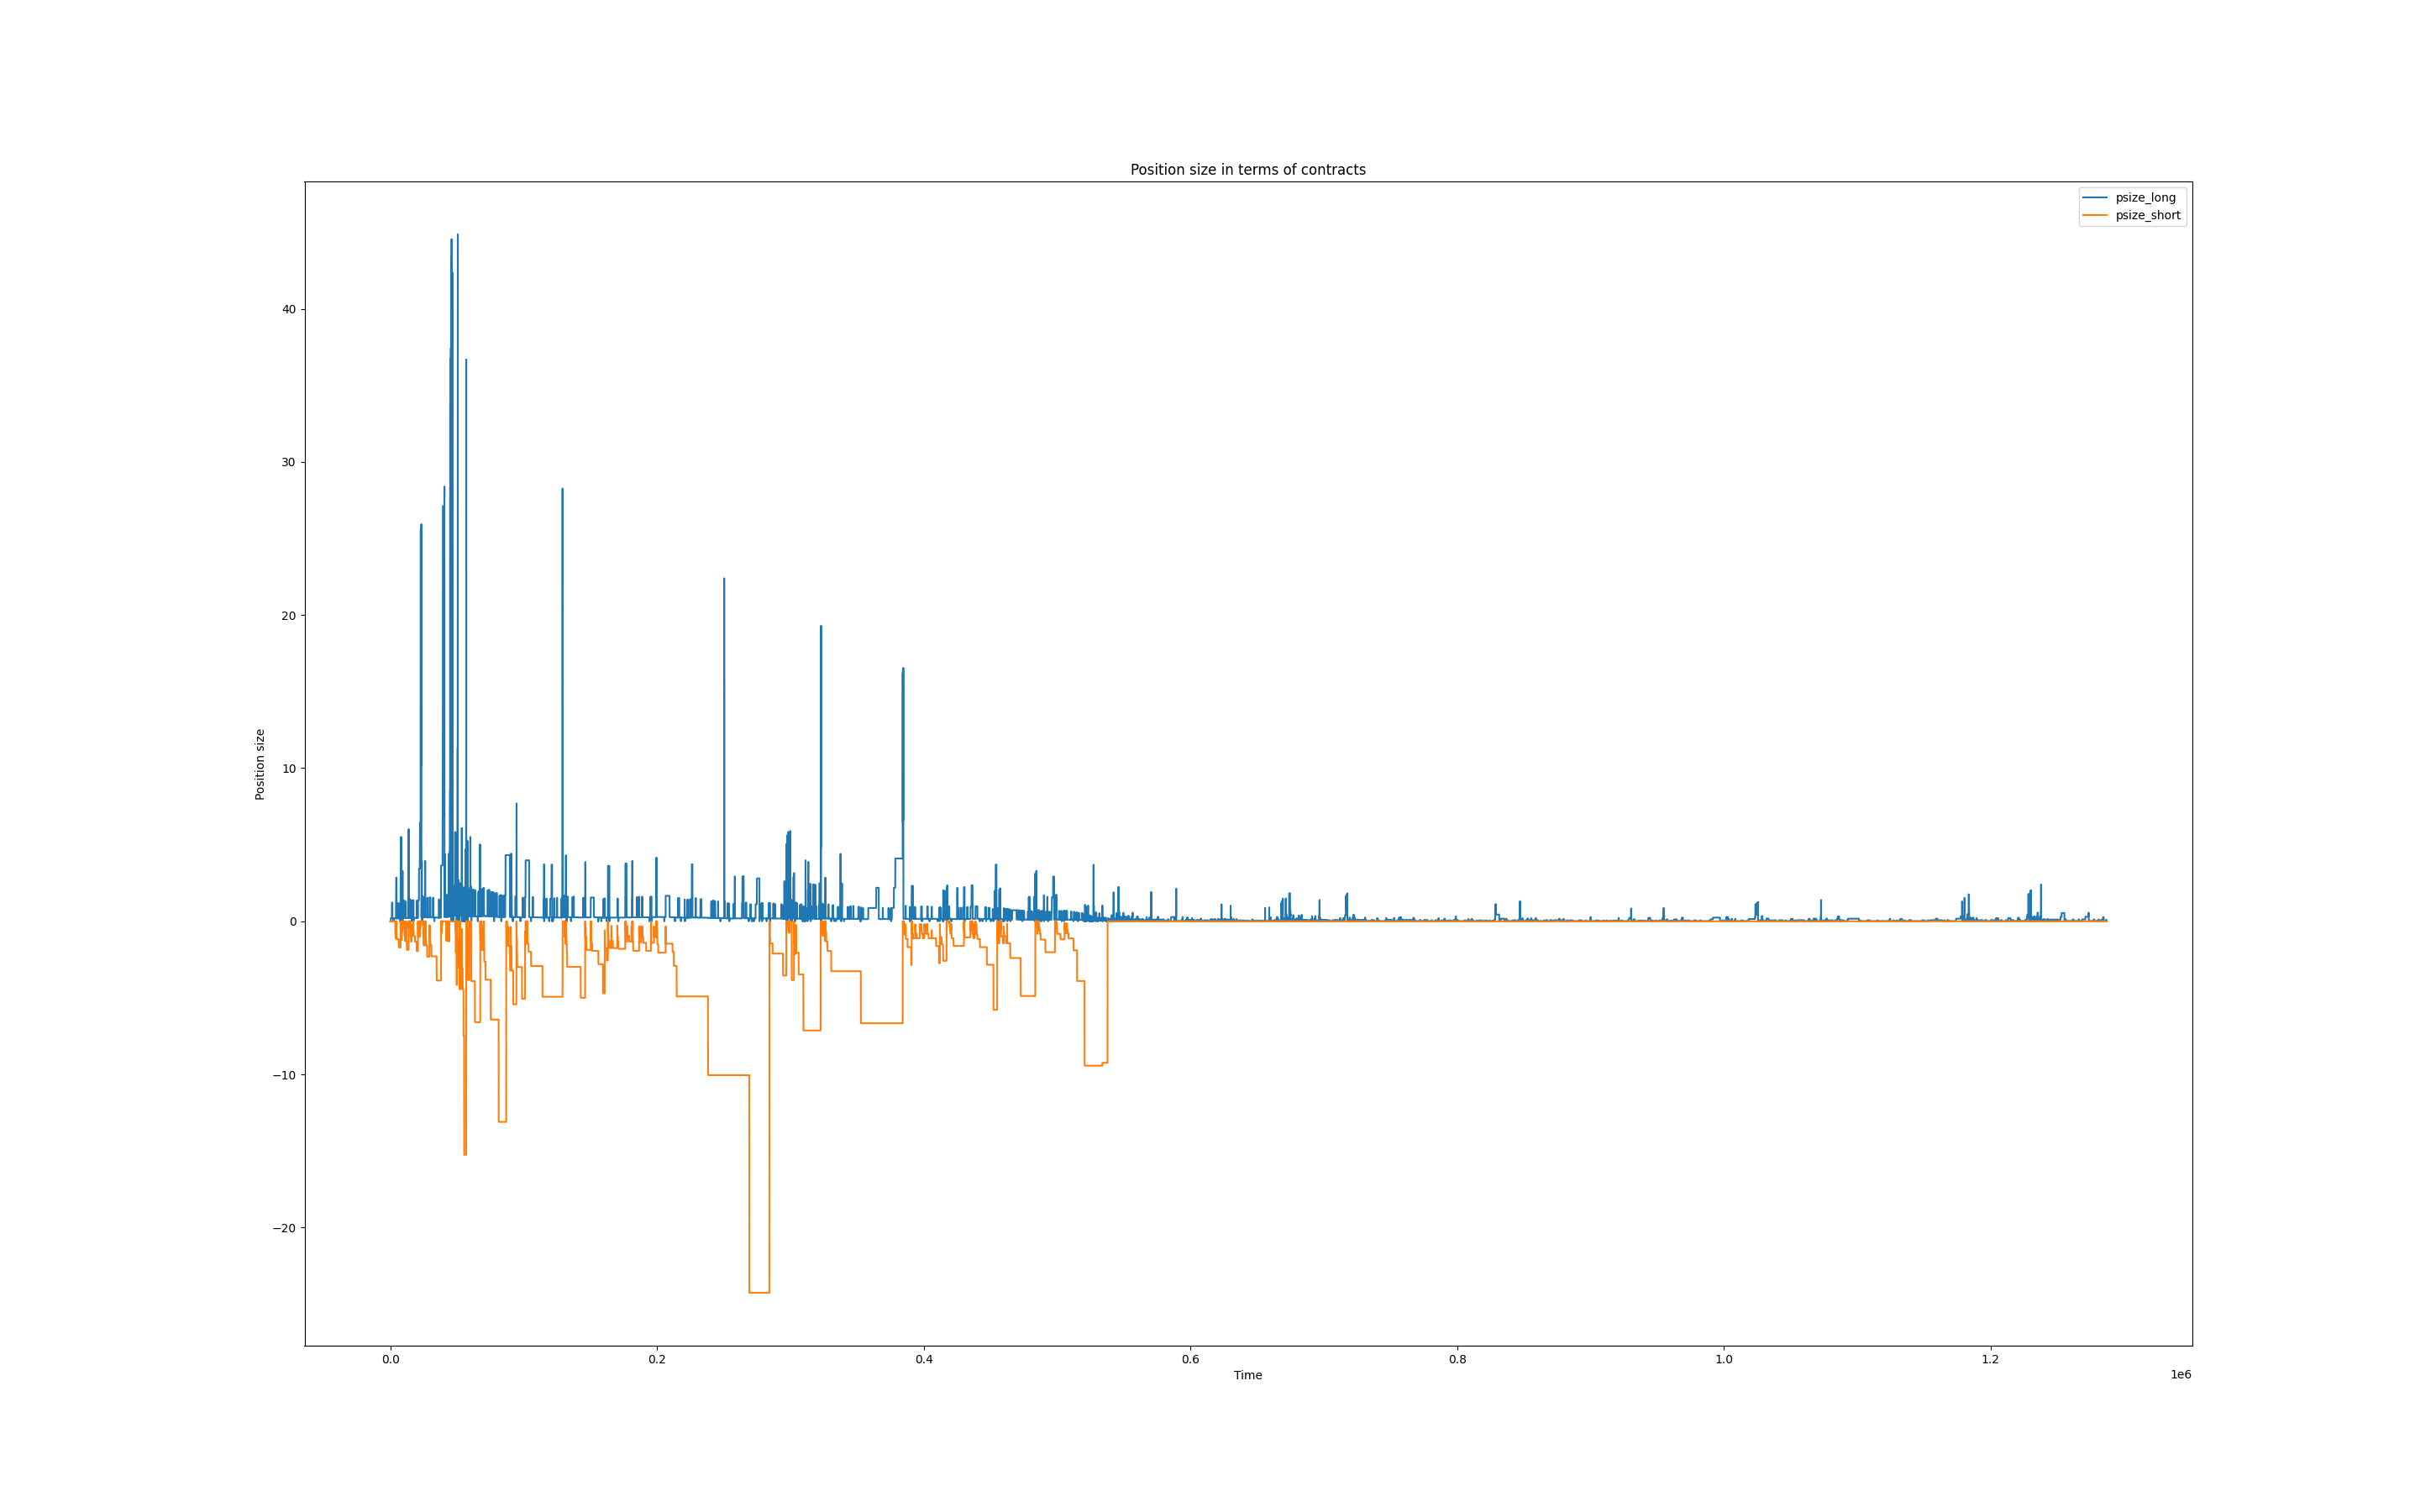 Position size in terms of contracts
psize_long
psize_short
Position size
40
30
20
10
0
−10
−20
0.0 0.2 0.4 0.6 0.8 1.0 1.2
Time
1e6